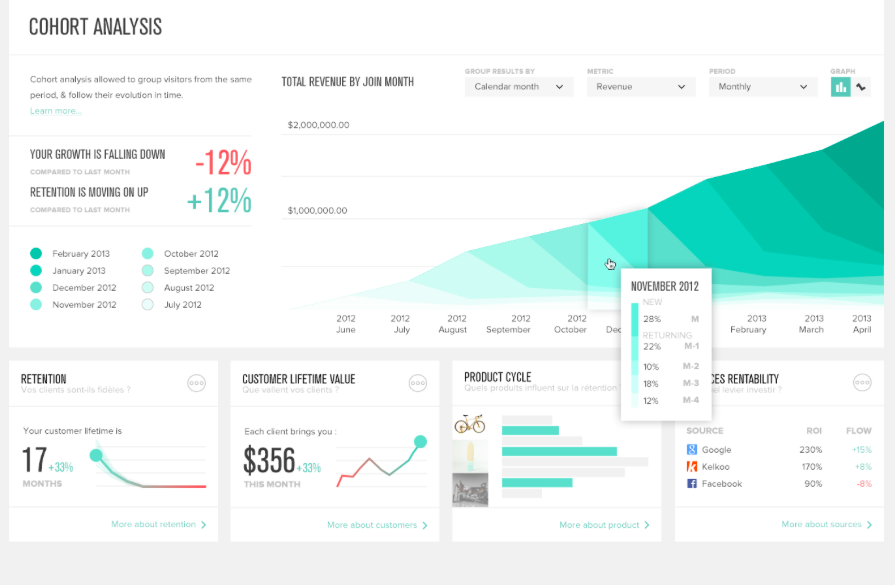 COHORT ANALYSIS
Cohort analysis allowed to group visitors from the same
period, & follow their evolution in time.
Learn more...
YOUR GROWTH IS FALLING DOWN
-12%
COMPARED TO LAST MONTH
RETENTION IS MOVING ON UP
+12%
COMPARED TO LAST MONTH
February 2013
October 2012
January 2013
September 2012
December 2012
August 2012
November 2012
July 2012
TOTAL REVENUE BY JOIN MONTH
GROUP RESULTS BY
METRIC
PERIOD
GRAPH
Calendar month
Revenue
Monthly
$2,000,000.00
$1,000,000.00
2012
June
2012
July
2012
August
2012
September
2012
October
2013
February
2013
March
2013
April
NOVEMBER 2012
NEW
28% M
RETURNING
22% M-1
10% M-2
18% M-3
12% M-4
RETENTION
Vos clients sont-ils fidèles ?
Your customer lifetime is
17 +33%
MONTHS
More about retention
CUSTOMER LIFETIME VALUE
Que valent vos clients ?
Each client brings you :
$356 +33%
THIS MONTH
More about customers
PRODUCT CYCLE
Quels produits influent sur la rétention ?
More about product
RENTABILITY
levier investir ?
SOURCE ROI FLOW
Google 230% +15%
Kelkoo 170% +8%
Facebook 90% -8%
More about sources